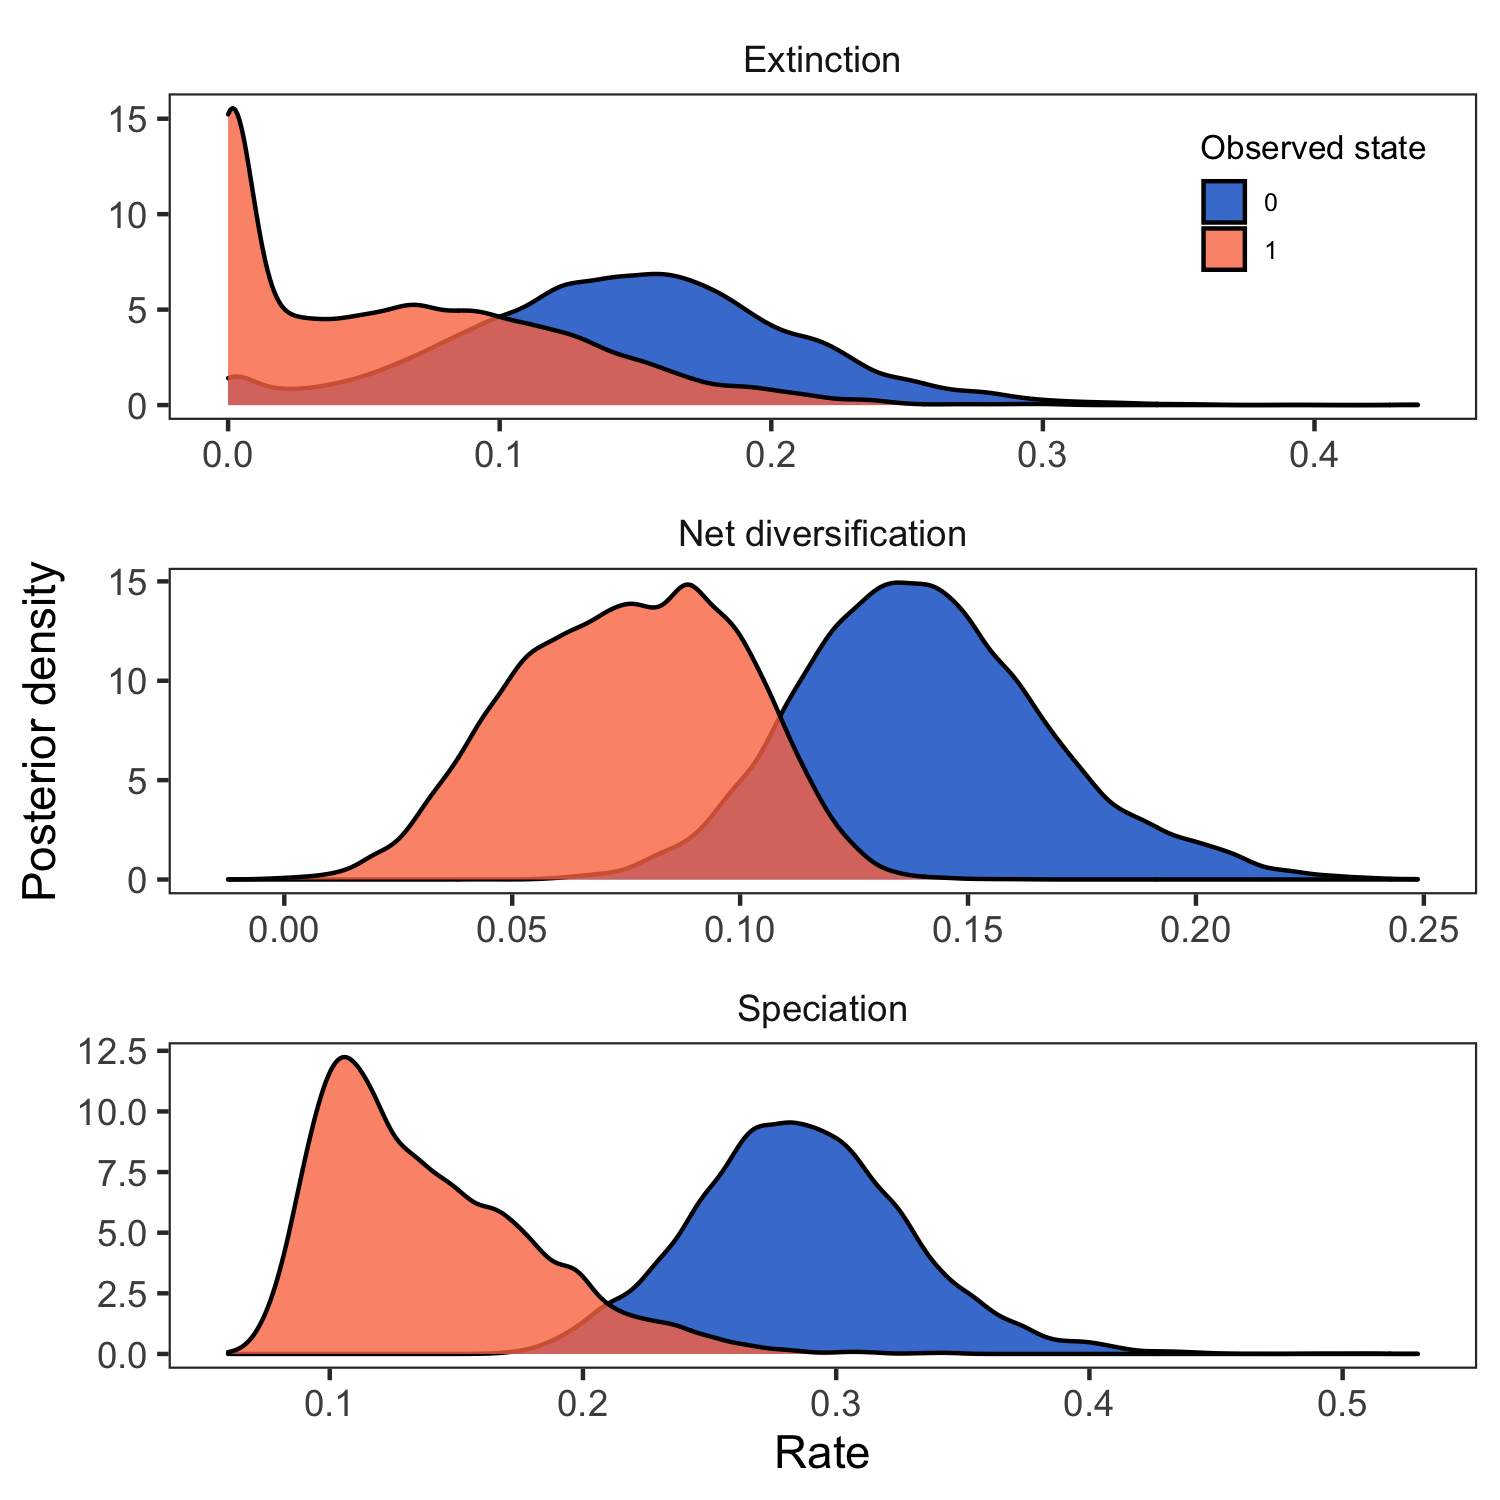 Extinction
15
10
5
0
Observed state
0
1
0.0 0.1 0.2 0.3 0.4
Net diversification
Posterior density
15
10
5
0
0.00 0.05 0.10 0.15 0.20 0.25
Speciation
12.5
10.0
7.5
5.0
2.5
0.0
0.1 0.2 0.3 0.4 0.5
Rate